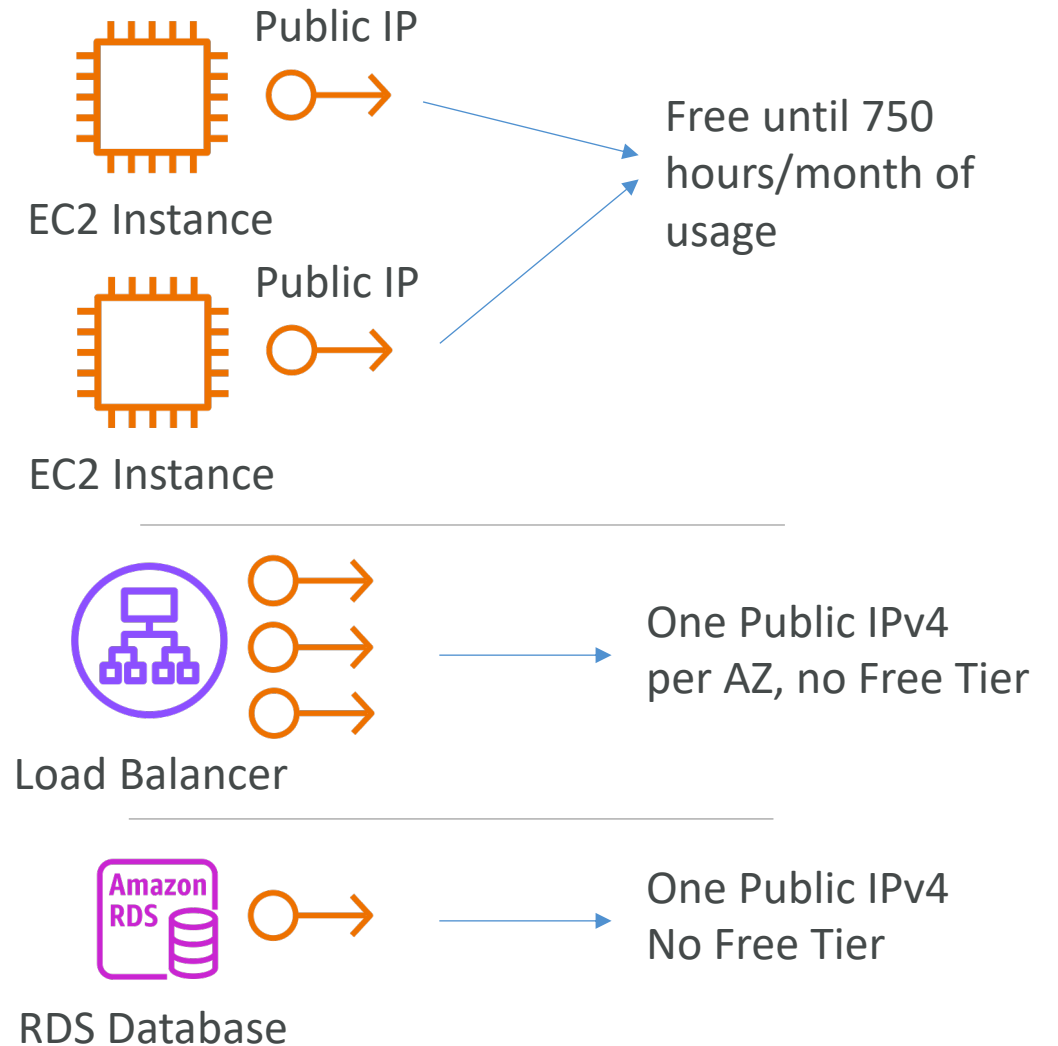 Public IP
Free until 750
hours/month of
usage
EC2 Instance
Public IP
EC2 Instance
One Public IPv4
per AZ, no Free Tier
Load Balancer
Amazon
RDS
One Public IPv4
No Free Tier
RDS Database